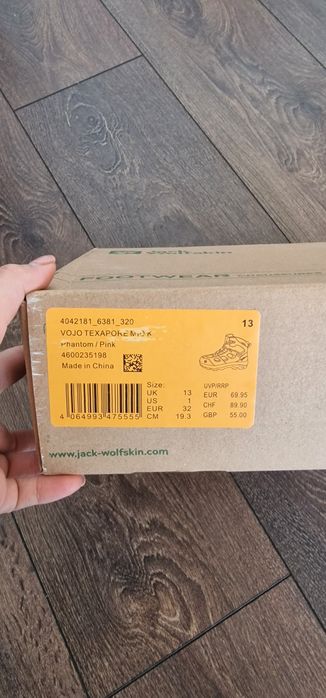 Jack Wolfskin
FOOTWEAR
4042181_6381_320 13
VOJO TEXAPORE MID K
Phantom / Pink
4600235198
Made in China
Size: UVP/RRP
UK 13 EUR 69.95
US 1 CHF 89.90
EUR 32 GBP 55.00
CM 19.3
4 064993 475555
www.jack-wolfskin.com